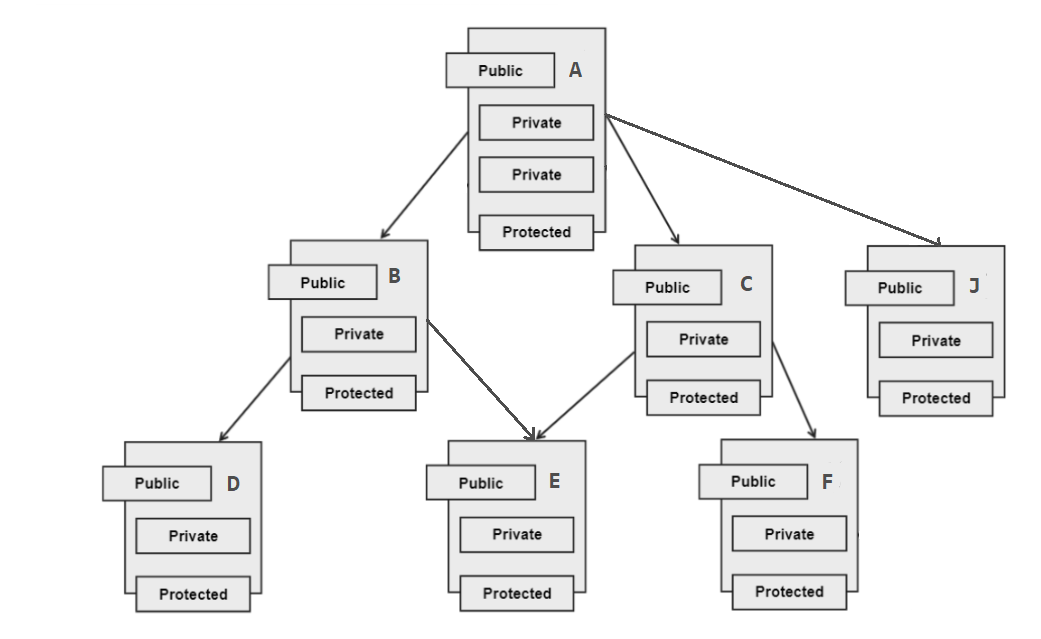 Public A
Private
Private
Protected
Public B
Private
Protected
Public C
Private
Protected
Public J
Private
Protected
Public D
Private
Protected
Public E
Private
Protected
Public F
Private
Protected